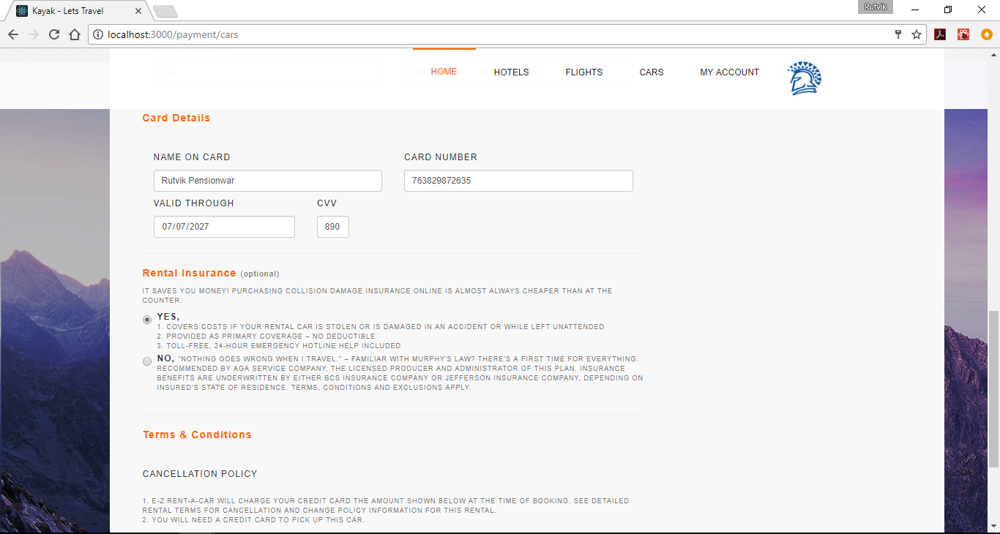 Kayak - Lets Travel
Rutvik
localhost:3000/payment/cars
CA
HOME
HOTELS
FLIGHTS
CARS
MY ACCOUNT
Card Details
NAME ON CARD
CARD NUMBER
Rutvik Pensionwar
763829872635
VALID THROUGH
CVV
07/07/2027
890
Rental Insurance (optional)
IT SAVES YOU MONEY! PURCHASING COLLISION DAMAGE INSURANCE ONLINE IS ALMOST ALWAYS CHEAPER THAN AT THE
COUNTER.
YES,
1. COVERS COSTS IF YOUR RENTAL CAR IS STOLEN OR IS DAMAGED IN AN ACCIDENT OR WHILE LEFT UNATTENDED
2. PROVIDED AS PRIMARY COVERAGE – NO DEDUCTIBLE
3. TOLL-FREE, 24-HOUR EMERGENCY HOTLINE HELP INCLUDED
NO, "NOTHING GOES WRONG WHEN I TRAVEL." – FAMILIAR WITH MURPHY'S LAW? THERE'S A FIRST TIME FOR EVERYTHING.
RECOMMENDED BY AGA SERVICE COMPANY, THE LICENSED PRODUCER AND ADMINISTRATOR OF THIS PLAN. INSURANCE
BENEFITS ARE UNDERWRITTEN BY EITHER BCS INSURANCE COMPANY OR JEFFERSON INSURANCE COMPANY, DEPENDING ON
INSURED'S STATE OF RESIDENCE. TERMS, CONDITIONS AND EXCLUSIONS APPLY.
Terms & Conditions
CANCELLATION POLICY
1. E-Z RENT-A-CAR WILL CHARGE YOUR CREDIT CARD THE AMOUNT SHOWN BELOW AT THE TIME OF BOOKING. SEE DETAILED
RENTAL TERMS FOR CANCELLATION AND CHANGE POLICY INFORMATION FOR THIS RENTAL.
2. YOU WILL NEED A CREDIT CARD TO PICK UP THIS CAR.